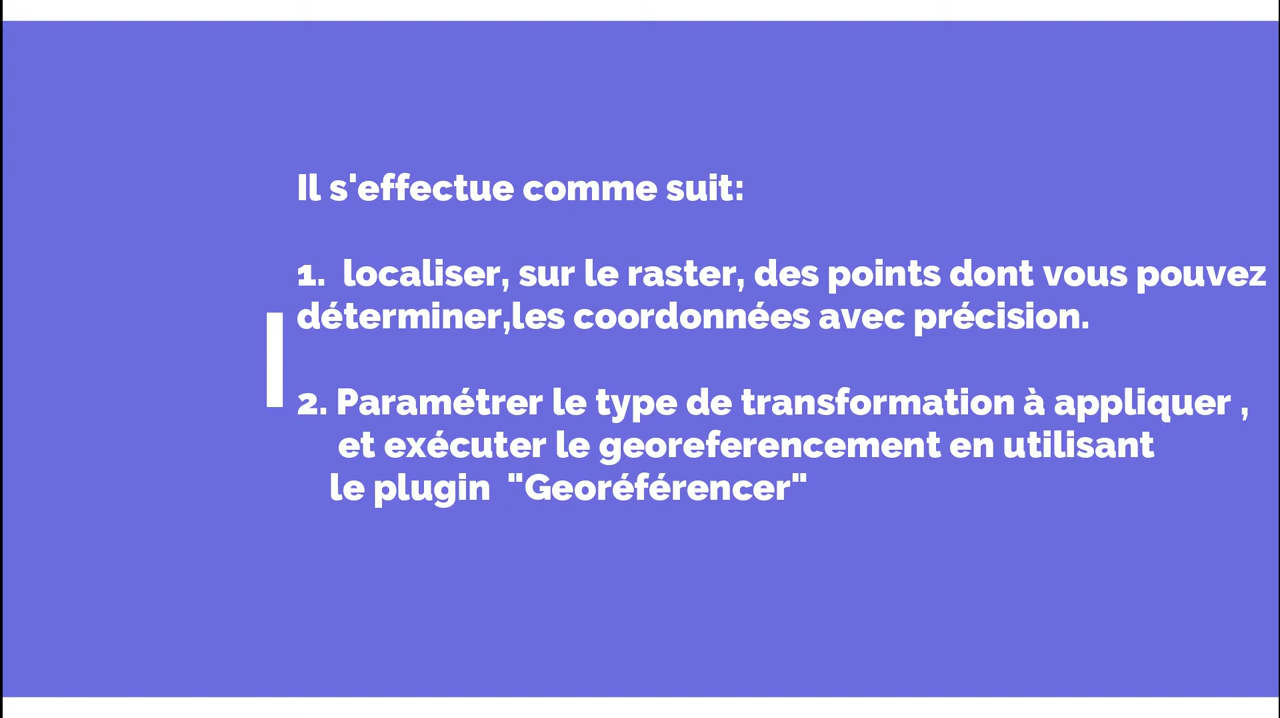 Il s'effectue comme suit:
1. localiser, sur le raster, des points dont vous pouvez
déterminer,les coordonnées avec précision.
2. Paramétrer le type de transformation à appliquer ,
et exécuter le georeferencement en utilisant
le plugin "Georéférencer"